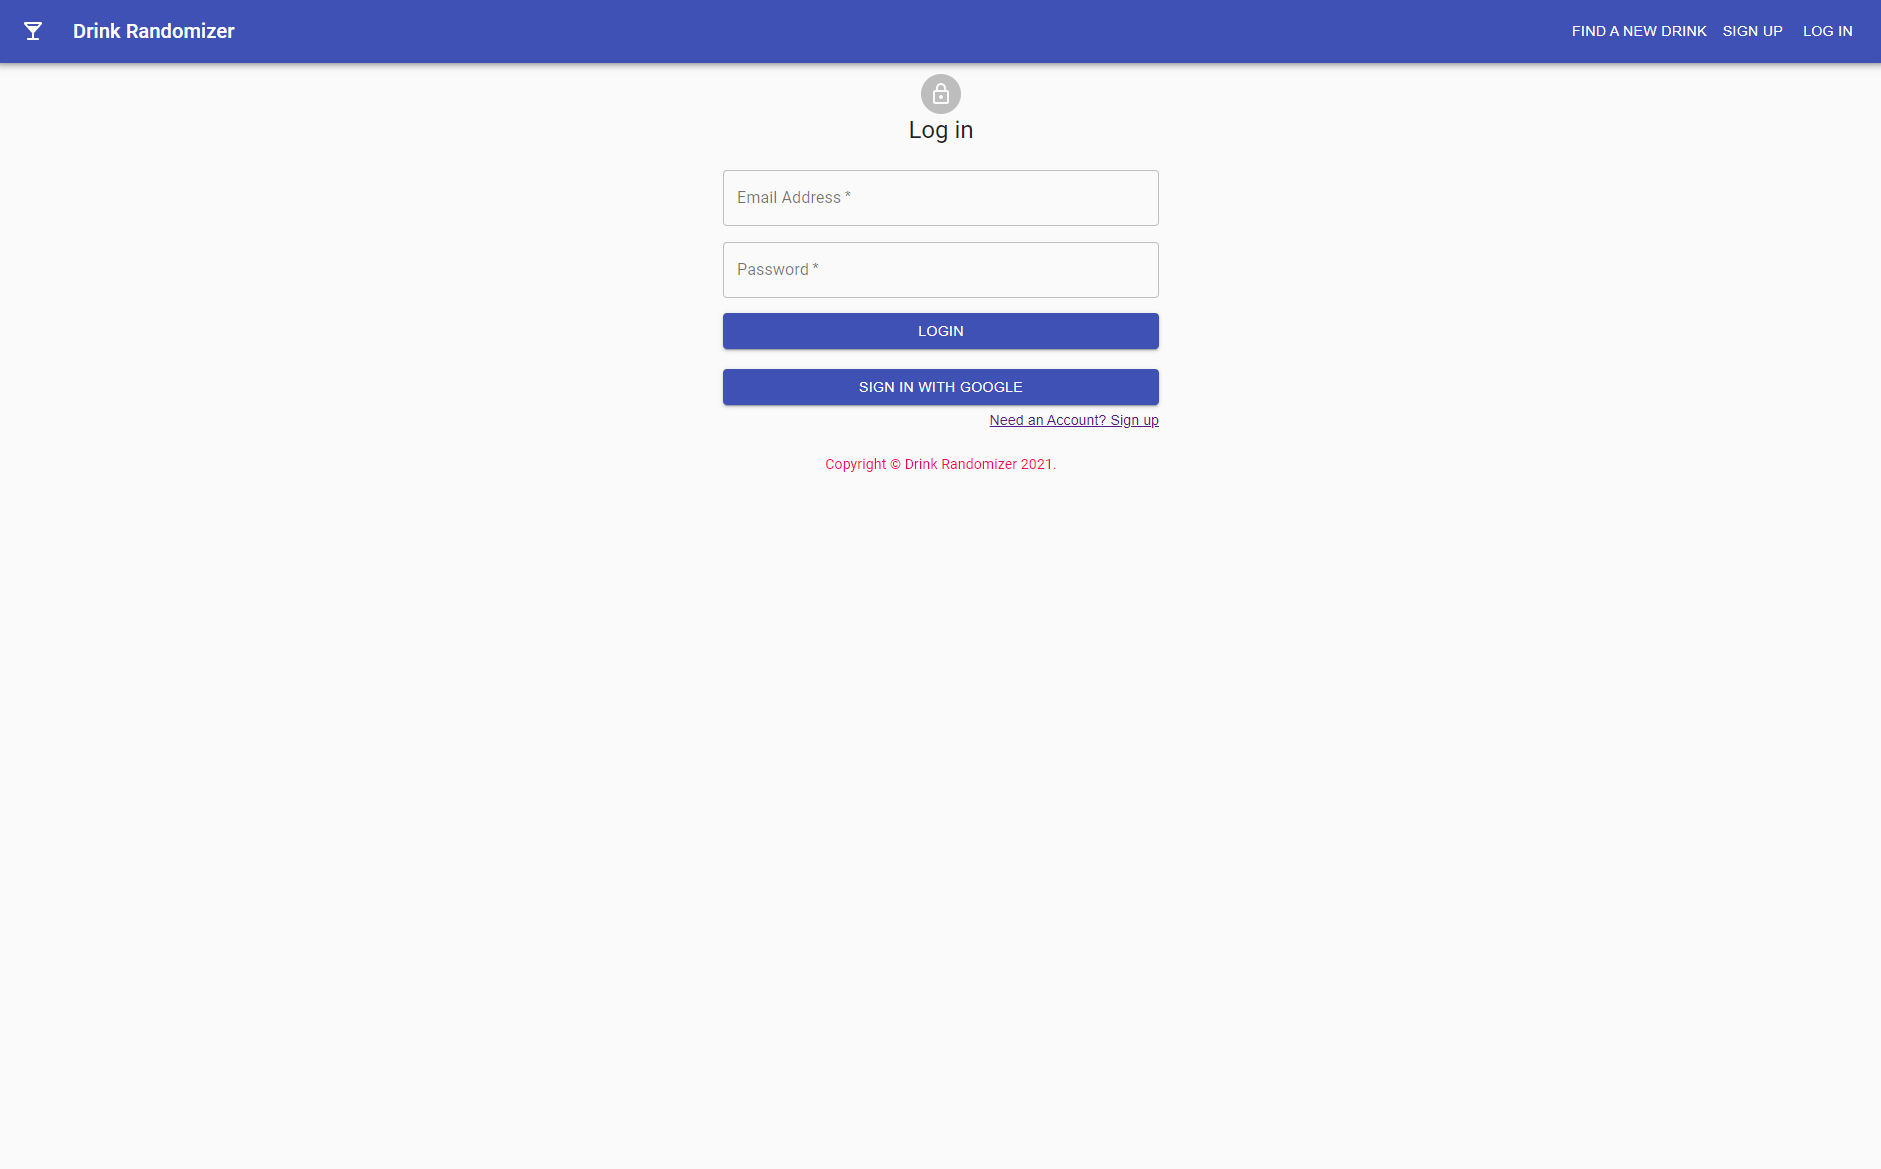 Drink Randomizer FIND A NEW DRINK SIGN UP LOG IN
Log in
Email Address *
Password *
LOGIN
SIGN IN WITH GOOGLE
Need an Account? Sign up
Copyright © Drink Randomizer 2021.